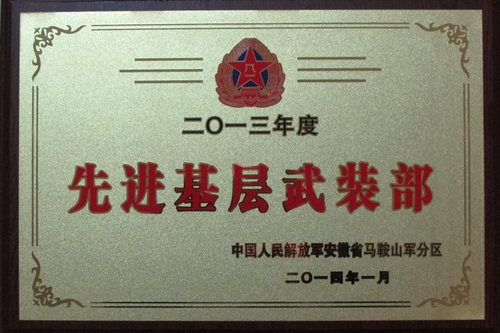 二〇一三年度
先进基层武装部
中国人民解放军安徽省马鞍山军分区
二〇一四年一月